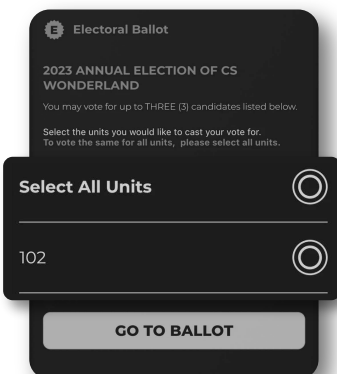 E
Electoral Ballot
2023 ANNUAL ELECTION OF CS
WONDERLAND
You may vote for up to THREE (3) candidates listed below.
Select the units you would like to cast your vote for.
To vote the same for all units, please select all units.
Select All Units
102
GO TO BALLOT